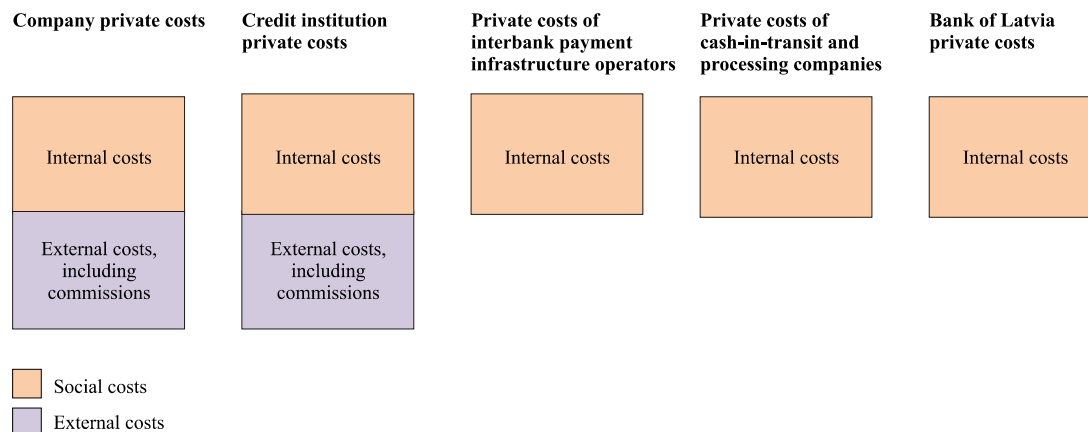 Company private costs
Credit institution
private costs
Private costs of
interbank payment
infrastructure operators
Private costs of
cash-in-transit and
processing companies
Bank of Latvia
private costs
Internal costs
Internal costs
Internal costs
Internal costs
Internal costs
External costs,
including
commissions
External costs,
including
commissions
Social costs
External costs